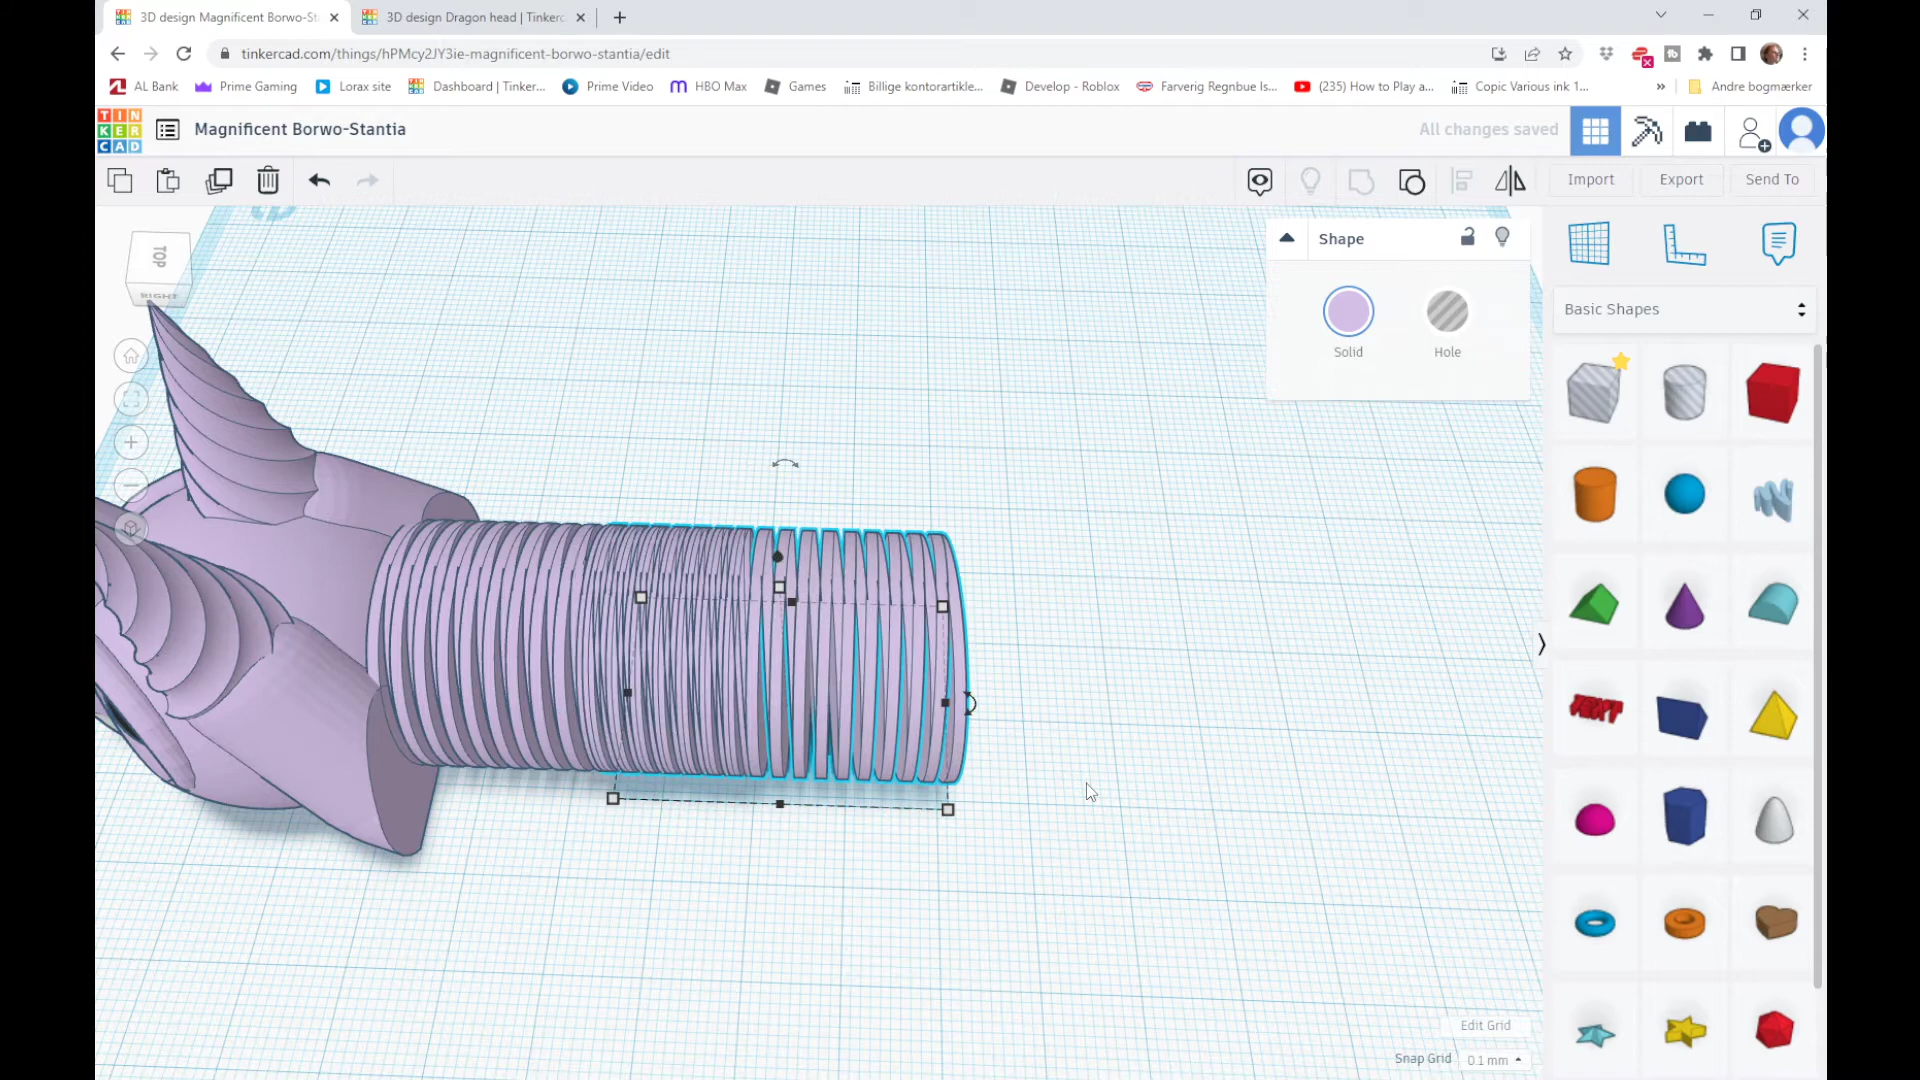 3D design Magnificent Borwo-St
3D design Dragon head | Tinkerc
tinkercad.com/things/hPMcy2JY3ie-magnificent-borwo-stantia/edit
AL Bank Prime Gaming Lorax site Dashboard | Tinker... Prime Video HBO Max Games Billige kontorartikle... Develop - Roblox Farverig Regnbue Is... (235) How to Play a... Copic Various ink 1... » Andre bogmærker
TIN
KER
CAD
Magnificent Borwo-Stantia
All changes saved
Import Export Send To
TOP
RIGHT
Shape
Solid
Hole
Basic Shapes
TEXT
Edit Grid
Snap Grid 0.1 mm